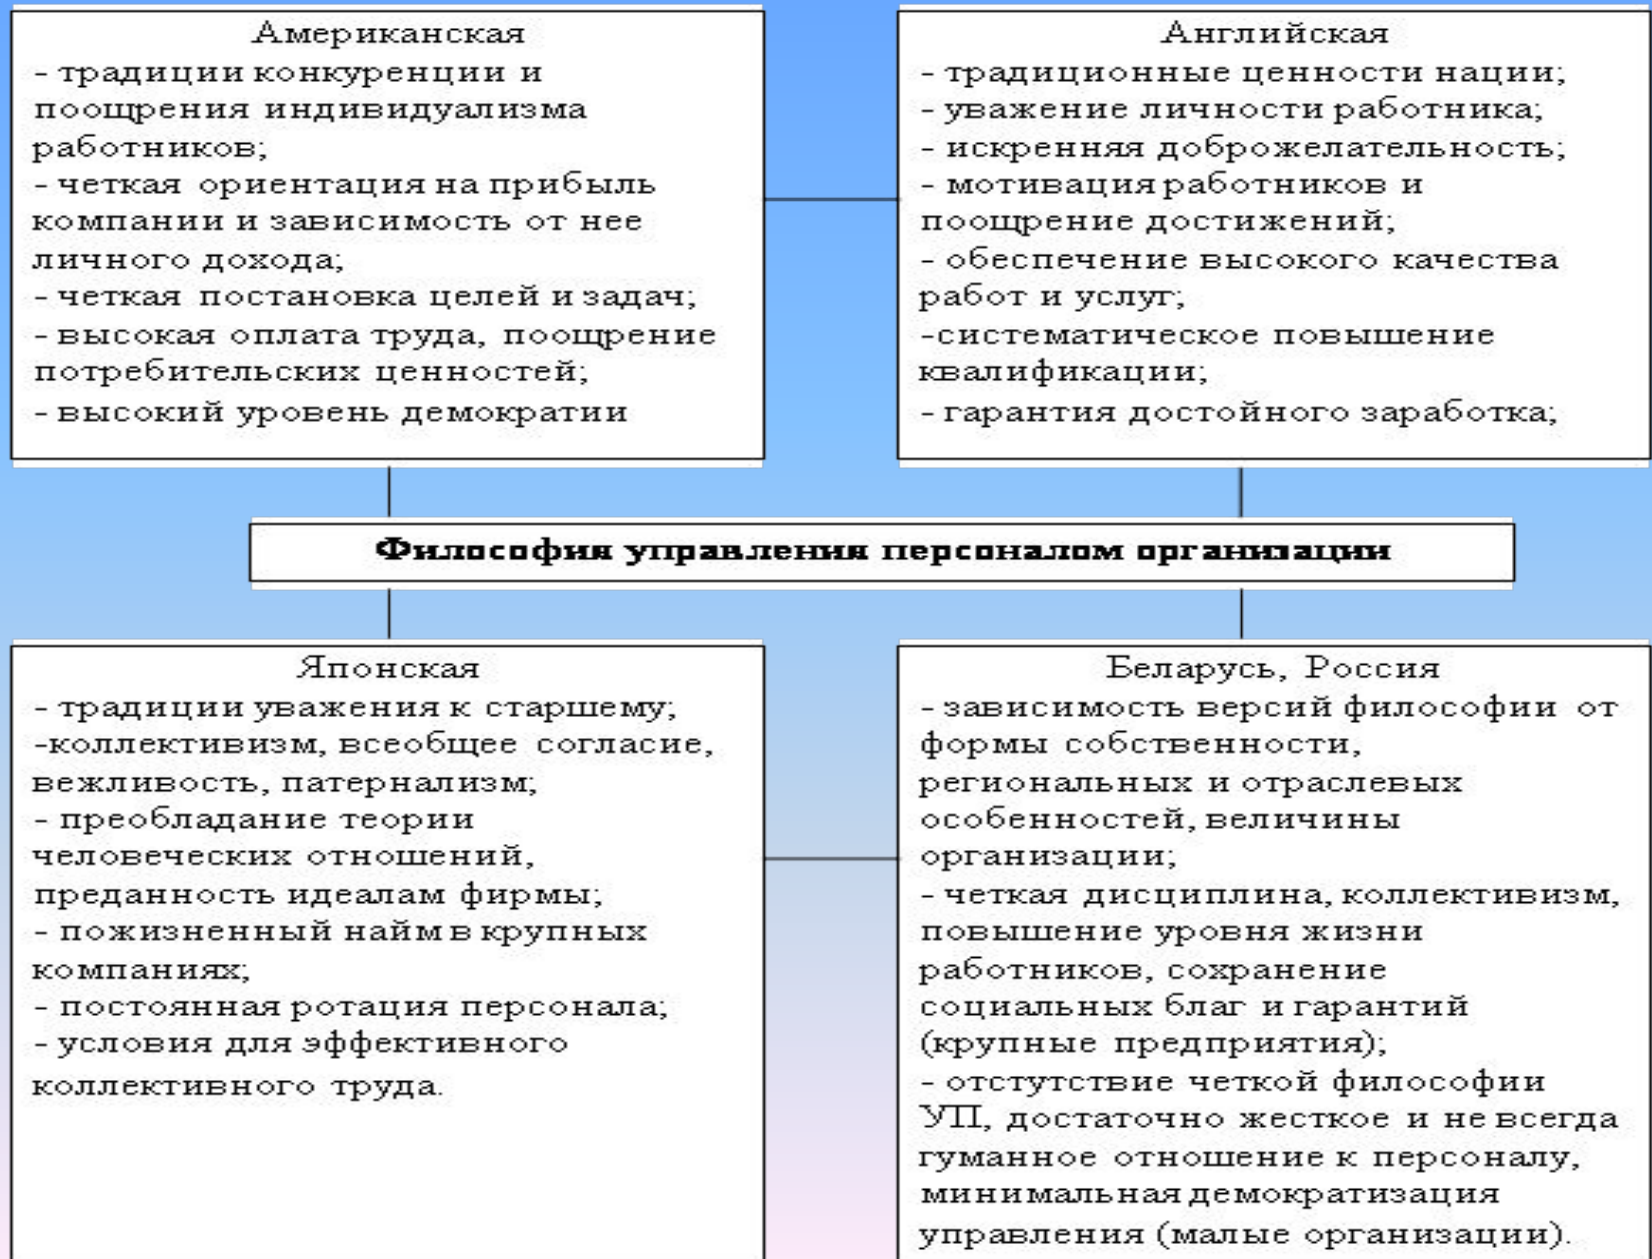 Американская
- традиции конкуренции и
поощрения индивидуализма
работников;
- четкая ориентация на прибыль
компании и зависимость от нее
личного дохода;
- четкая постановка целей и задач;
- высокая оплата труда, поощрение
потребительских ценностей;
- высокий уровень демократии
Английская
- традиционные ценности нации;
- уважение личности работника;
- искренняя доброжелательность;
- мотивация работников и
поощрение достижений;
- обеспечение высокого качества
работ и услуг;
-систематическое повышение
квалификации;
- гарантия достойного заработка;
Философия управления персоналом организации
Японская
- традиции уважения к старшему;
-коллективизм, всеобщее согласие,
вежливость, патернализм;
- преобладание теории
человеческих отношений,
преданность идеалам фирмы;
- пожизненный найм в крупных
компаниях;
- постоянная ротация персонала;
- условия для эффективного
коллективного труда.
Беларусь, Россия
- зависимость версий философии от
формы собственности,
региональных и отраслевых
особенностей, величины
организации;
- четкая дисциплина, коллективизм,
повышение уровня жизни
работников, сохранение
социальных благ и гарантий
(крупные предприятия);
- отстутствие четкой философии
УП, достаточно жесткое и не всегда
гуманное отношение к персоналу,
минимальная демократизация
управления (малые организации).